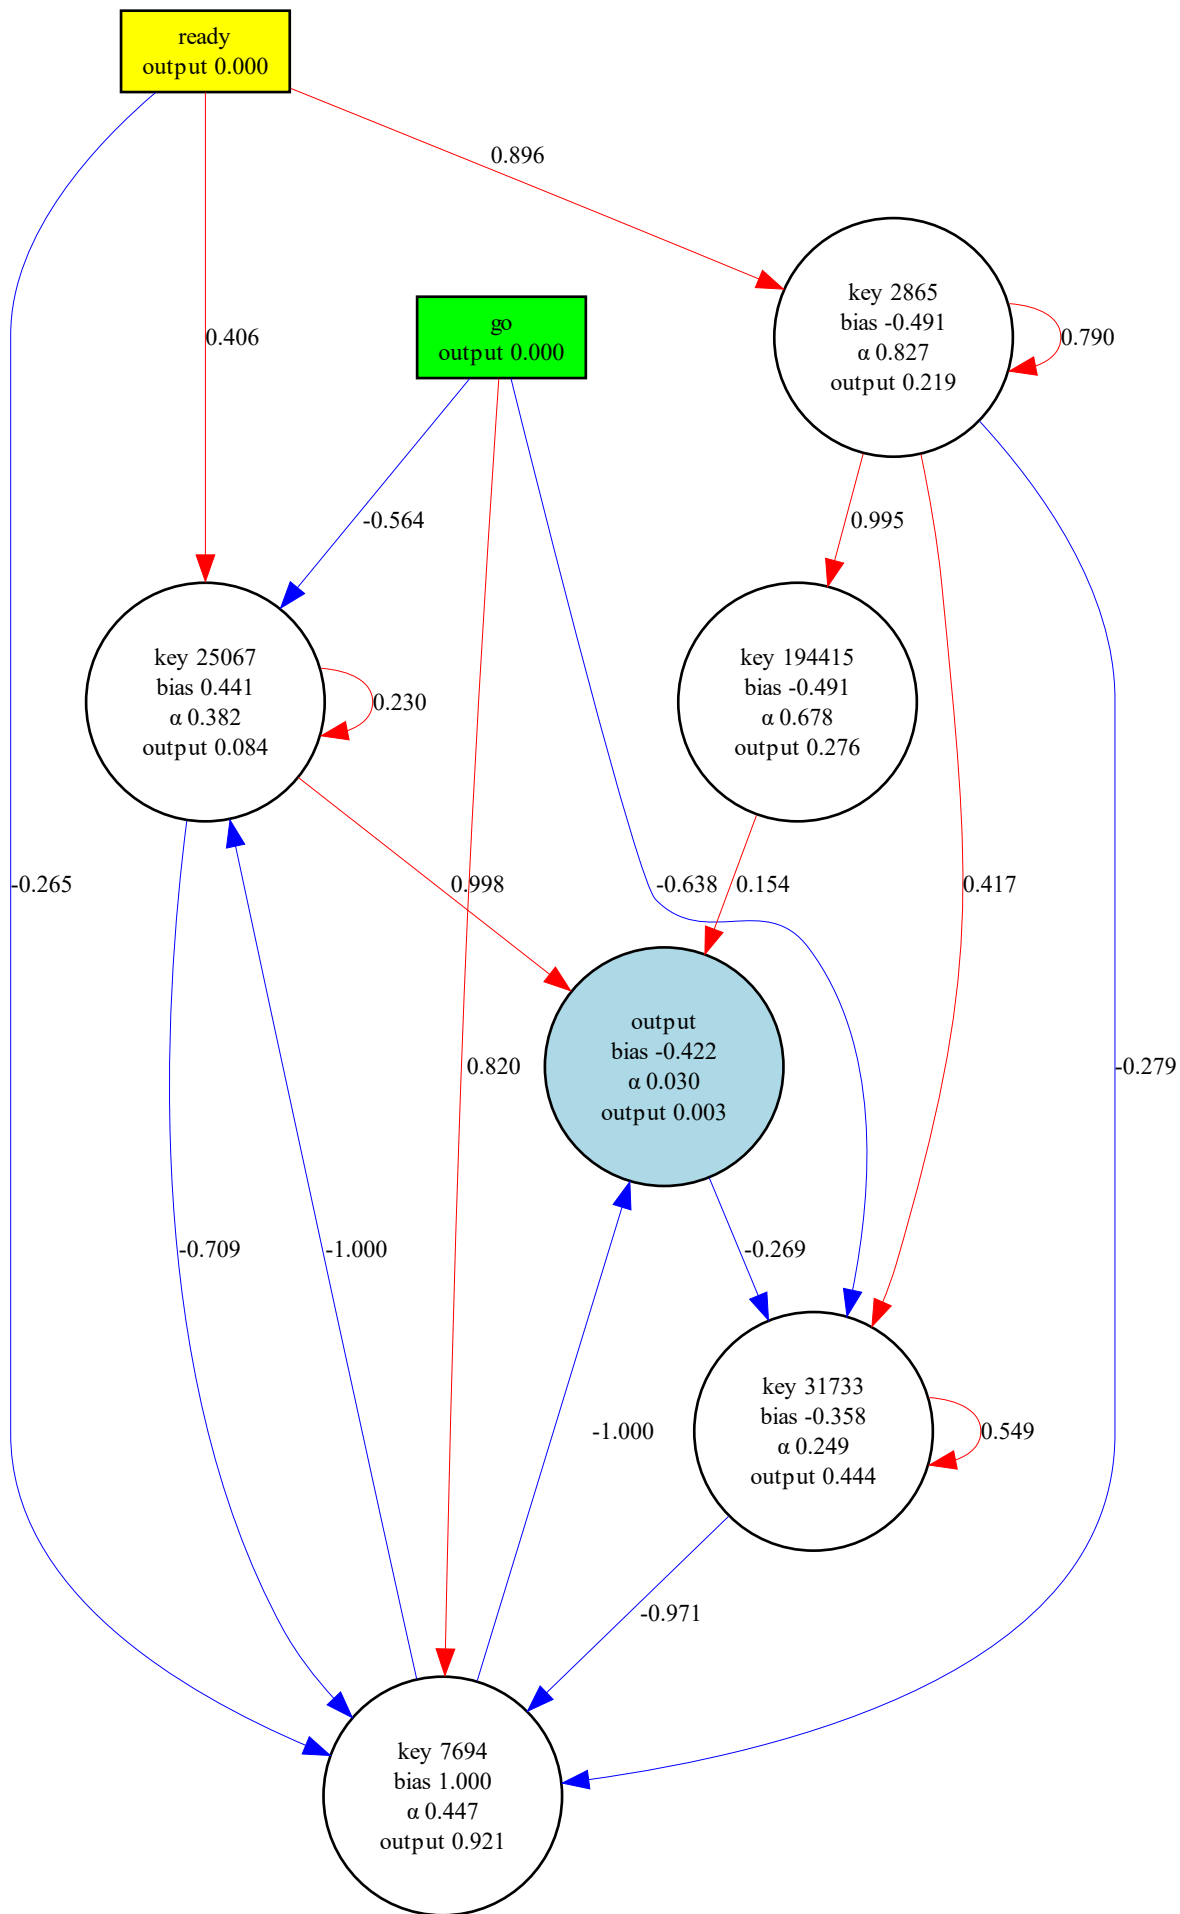 ready
output 0.000
0.896
key 2865
bias -0.491
α 0.827
output 0.219
0.790
go
output 0.000
0.406
-0.564
0.995
key 25067
bias 0.441
α 0.382
output 0.084
0.230
key 194415
bias -0.491
α 0.678
output 0.276
-0.265
0.998
-0.638
0.154
0.417
output
bias -0.422
α 0.030
output 0.003
0.820
-0.279
-0.709
-1.000
-0.269
-1.000
key 31733
bias -0.358
α 0.249
output 0.444
0.549
-0.971
key 7694
bias 1.000
α 0.447
output 0.921